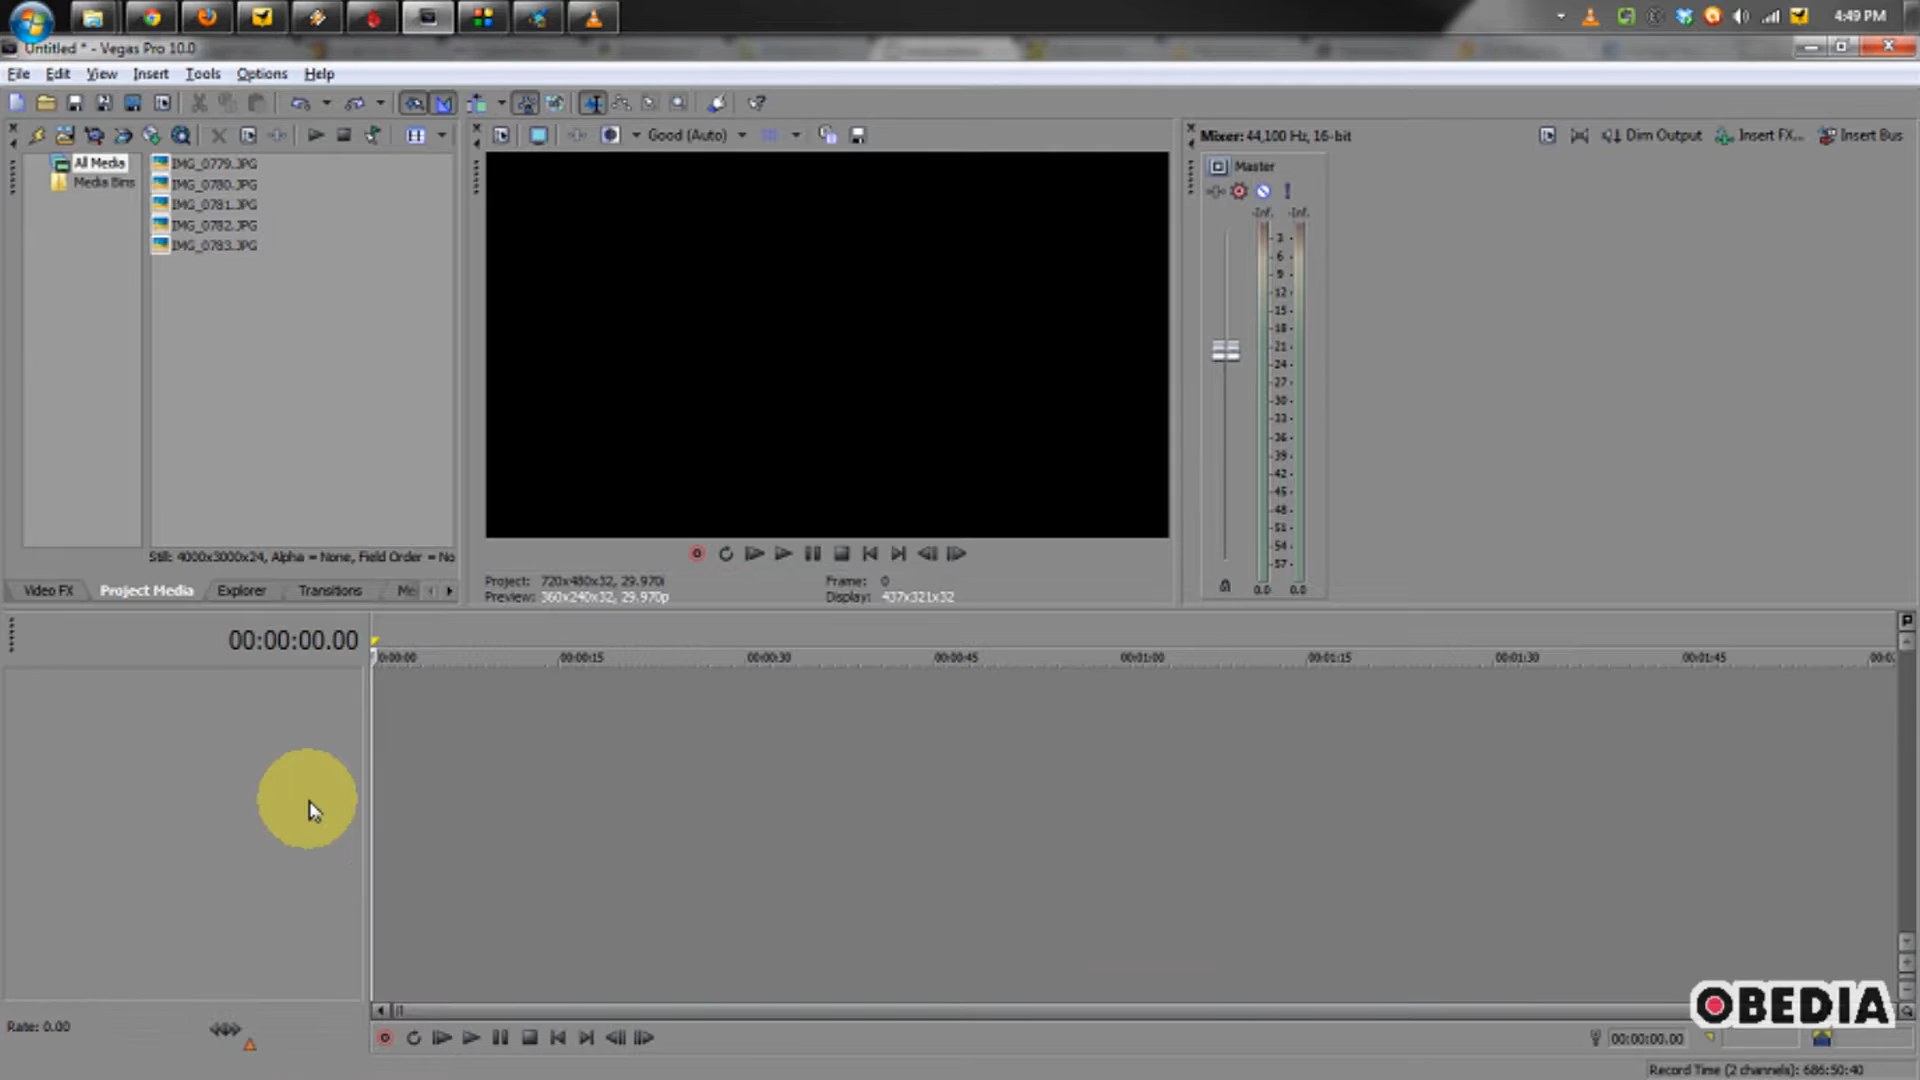 4:49 PM
Untitled * - Vegas Pro 10.0
File Edit View Insert Tools Options Help
Good (Auto)
Mixer: 44,100 Hz, 16-bit
Dim Output
Insert FX...
Insert Bus
All Media
Media Bins
IMG_0779.JPG
IMG_0780.JPG
IMG_0781.JPG
IMG_0782.JPG
IMG_0783.JPG
Master
-Inf. -Inf.
3
6
9
12
15
18
21
24
27
30
33
36
39
42
45
48
51
54
57
0.0 0.0
Still: 4000x3000x24, Alpha = None, Field Order = No
Video FX Project Media Explorer Transitions Me
Project: 720x480x32, 29.970i
Preview: 360x240x32, 29.970p
Frame: 0
Display: 437x321x32
00:00:00.00
0:00:00 00:00:15 00:00:30 00:00:45 00:01:00 00:01:15 00:01:30 00:01:45 00:0
OBEDIA
Rate: 0.00
00:00:00.00
Record Time (2 channels): 686:50:40